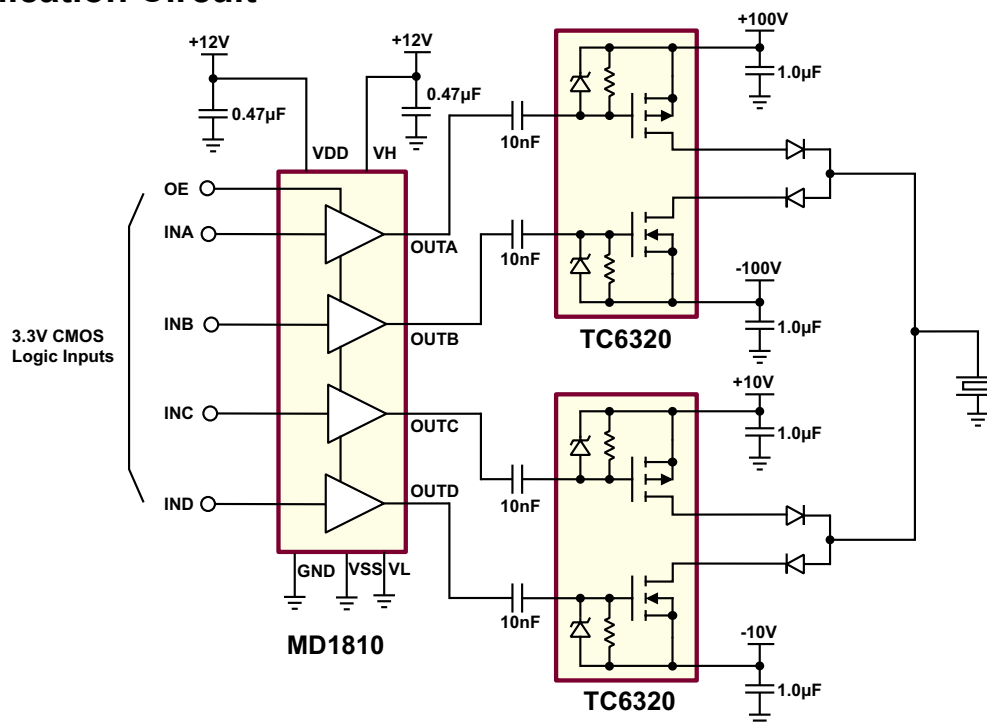 +12V
+12V
0.47µF
0.47µF
VDD
VH
OE
INA
INB
INC
IND
3.3V CMOS
Logic Inputs
OUTA
OUTB
OUTC
OUTD
GND
VSS
VL
MD1810
10nF
10nF
10nF
10nF
+100V
1.0µF
-100V
1.0µF
TC6320
+10V
1.0µF
-10V
1.0µF
TC6320